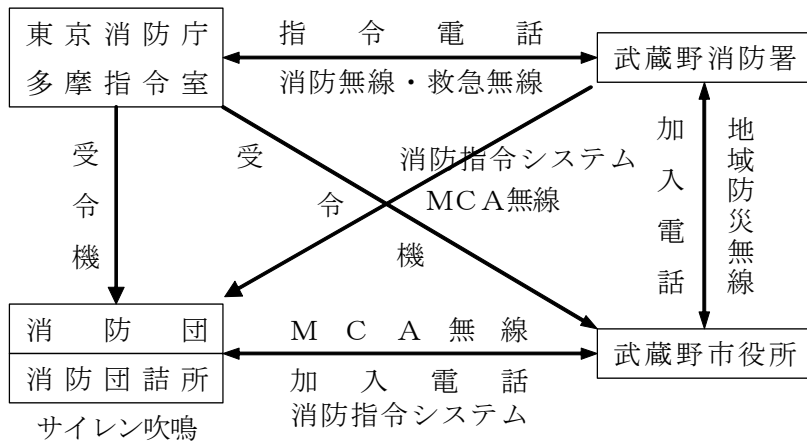 東京消防庁
多摩指令室
指令電話
消防無線・救急無線
武蔵野消防署
受令機
受令機
消防指令システム
MCA無線
加入電話
地域防災無線
消防団
消防団詰所
サイレン吹鳴
MCA無線
加入電話
消防指令システム
武蔵野市役所